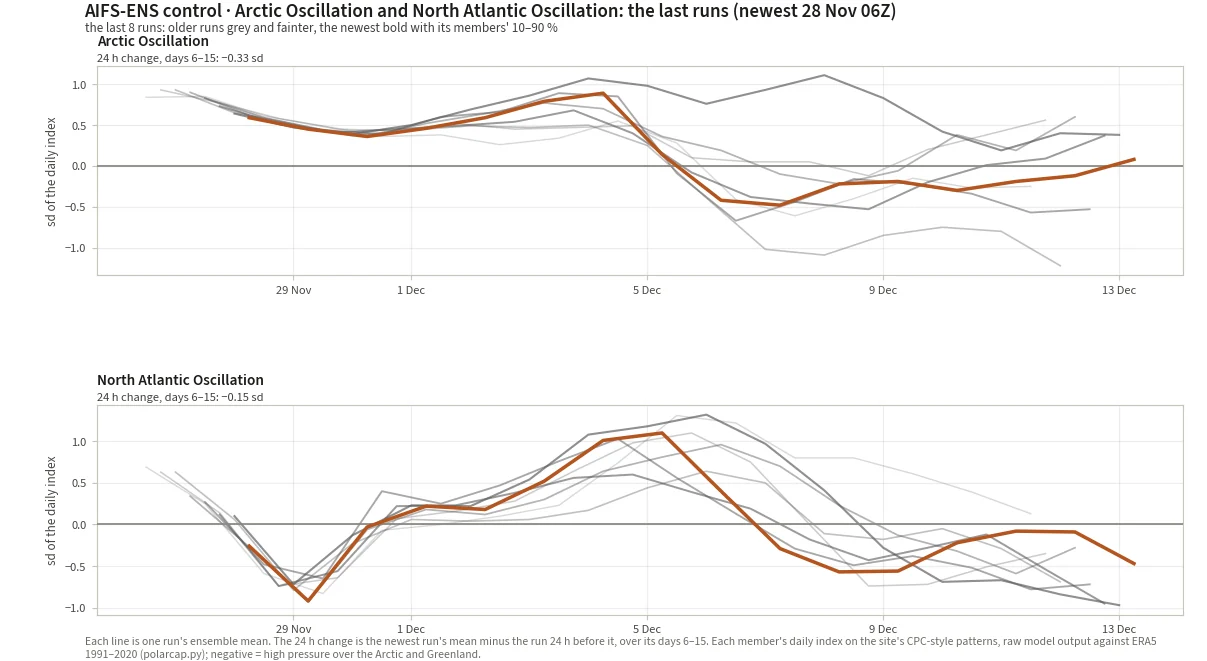 AIFS-ENS control · Arctic Oscillation and North Atlantic Oscillation: the last runs (newest 28 Nov 06Z)
the last 8 runs: older runs grey and fainter, the newest bold with its members' 10–90 %
Arctic Oscillation
24 h change, days 6–15: −0.33 sd
sd of the daily index
1.0
0.5
0.0
−0.5
−1.0
29 Nov 1 Dec 5 Dec 9 Dec 13 Dec
North Atlantic Oscillation
24 h change, days 6–15: −0.15 sd
sd of the daily index
1.0
0.5
0.0
−0.5
−1.0
29 Nov 1 Dec 5 Dec 9 Dec 13 Dec
Each line is one run's ensemble mean. The 24 h change is the newest run's mean minus the run 24 h before it, over its days 6–15. Each member's daily index on the site's CPC-style patterns, raw model output against ERA5
1991–2020 (polarcap.py); negative = high pressure over the Arctic and Greenland.